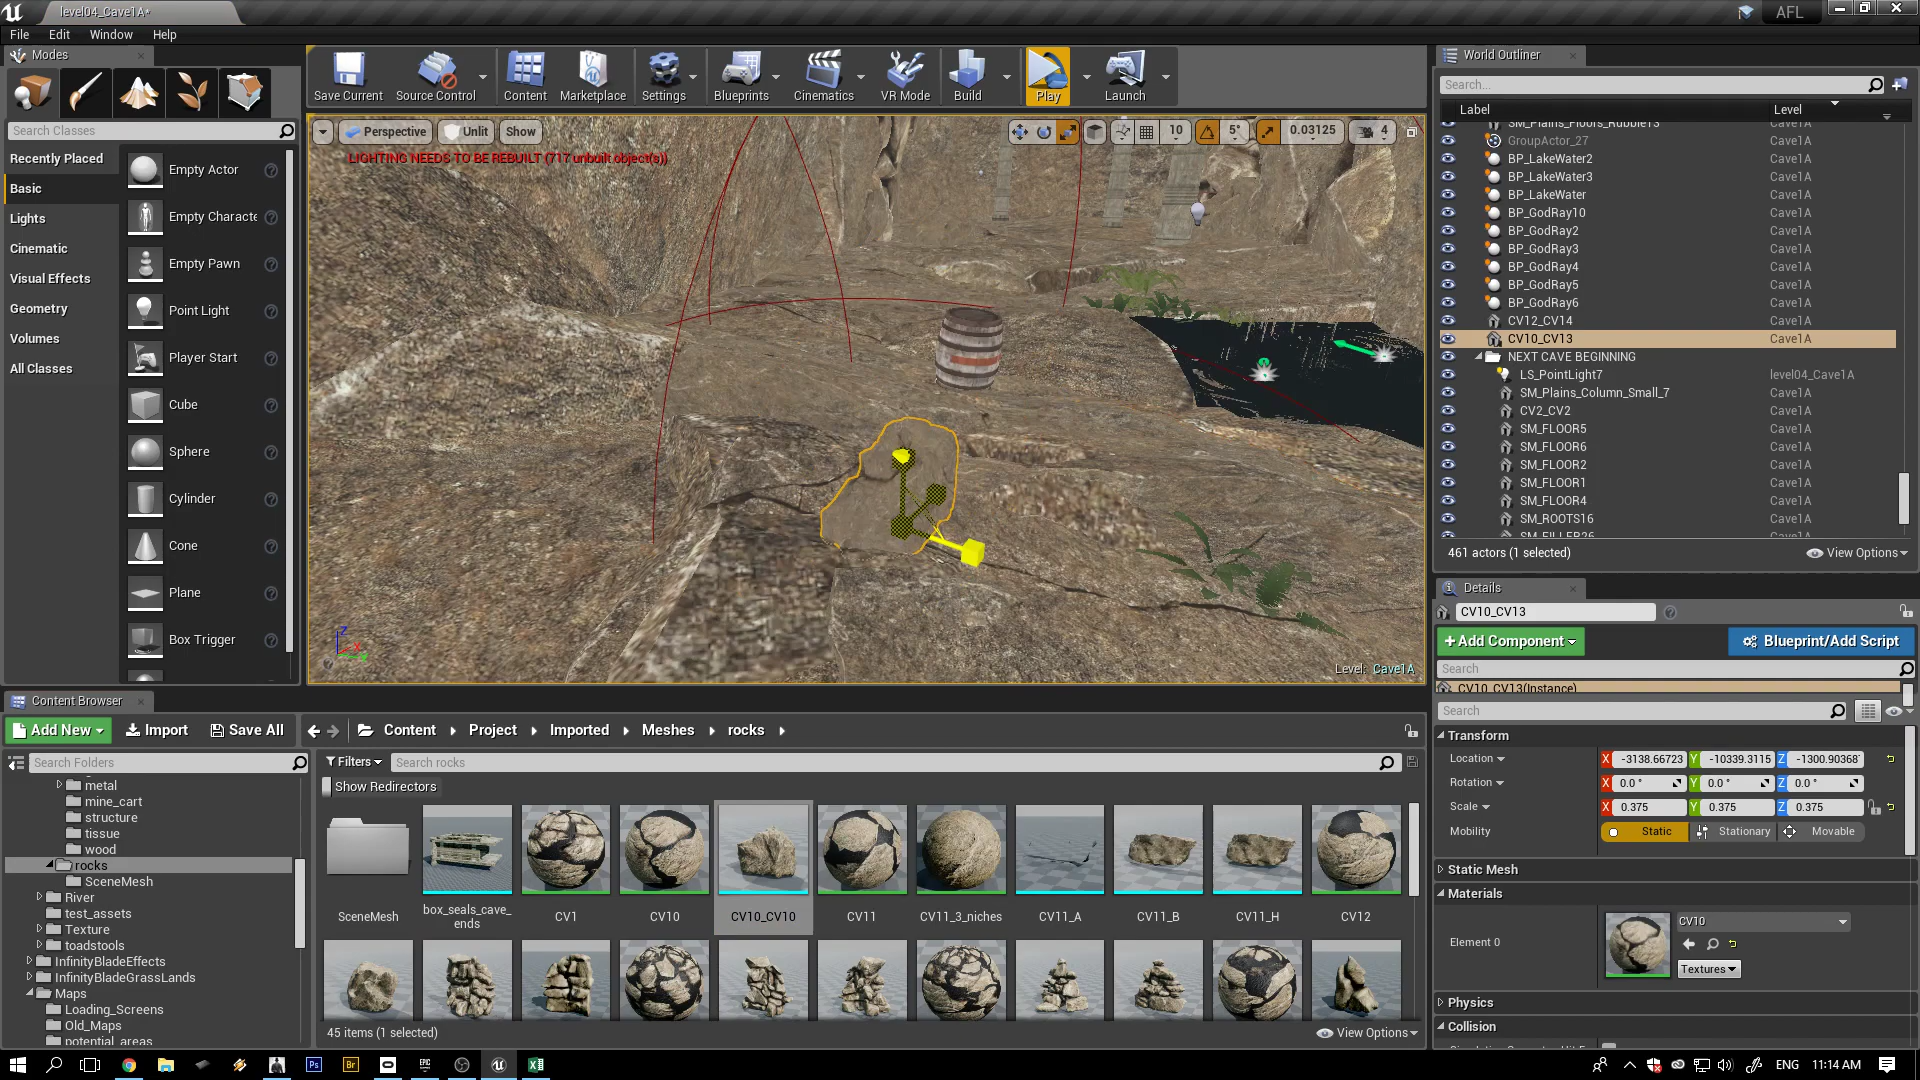 level04_Cave1A*
AFL
File Edit Window Help
Modes
Search Classes
Recently Placed
Basic
Lights
Cinematic
Visual Effects
Geometry
Volumes
All Classes
Empty Actor
Empty Characte
Empty Pawn
Point Light
Player Start
Cube
Sphere
Cylinder
Cone
Plane
Box Trigger
Save Current Source Control Content Marketplace Settings Blueprints Cinematics VR Mode Build Play Launch
Perspective Unlit Show 10 5° 0.03125 4
LIGHTING NEEDS TO BE REBUILT (717 unbuilt object(s))
Level: Cave1A
World Outliner
Search...
Label Level
SM_Plains_Floors_Rubble13 Cave1A
GroupActor_27 Cave1A
BP_LakeWater2 Cave1A
BP_LakeWater3 Cave1A
BP_LakeWater Cave1A
BP_GodRay10 Cave1A
BP_GodRay2 Cave1A
BP_GodRay3 Cave1A
BP_GodRay4 Cave1A
BP_GodRay5 Cave1A
BP_GodRay6 Cave1A
CV12_CV14 Cave1A
CV10_CV13 Cave1A
NEXT CAVE BEGINNING
LS_PointLight7 level04_Cave1A
SM_Plains_Column_Small_7 Cave1A
CV2_CV2 Cave1A
SM_FLOOR5 Cave1A
SM_FLOOR6 Cave1A
SM_FLOOR2 Cave1A
SM_FLOOR1 Cave1A
SM_FLOOR4 Cave1A
SM_ROOTS16 Cave1A
SM_FILLER26 Cave1A
461 actors (1 selected) View Options
Details
CV10_CV13
Add Component Blueprint/Add Script
Search
CV10_CV13(Instance)
Search
Transform
Location X -3138.66723 Y -10339.3115 Z -1300.90368
Rotation X 0.0 ° Y 0.0 ° Z 0.0 °
Scale X 0.375 Y 0.375 Z 0.375
Mobility Static Stationary Movable
Static Mesh
Materials
Element 0
CV10
Textures
Physics
Collision
Content Browser
Add New Import Save All Content Project Imported Meshes rocks
Search Folders
metal
mine_cart
structure
tissue
wood
rocks
SceneMesh
River
test_assets
Texture
toadstools
InfinityBladeEffects
InfinityBladeGrassLands
Maps
Loading_Screens
Old_Maps
potential_areas
Filters Search rocks
Show Redirectors
SceneMesh box_seals_cave_ends CV1 CV10 CV10_CV10 CV11 CV11_3_niches CV11_A CV11_B CV11_H CV12
45 items (1 selected) View Options
Ps Br EPIC ENG 11:14 AM